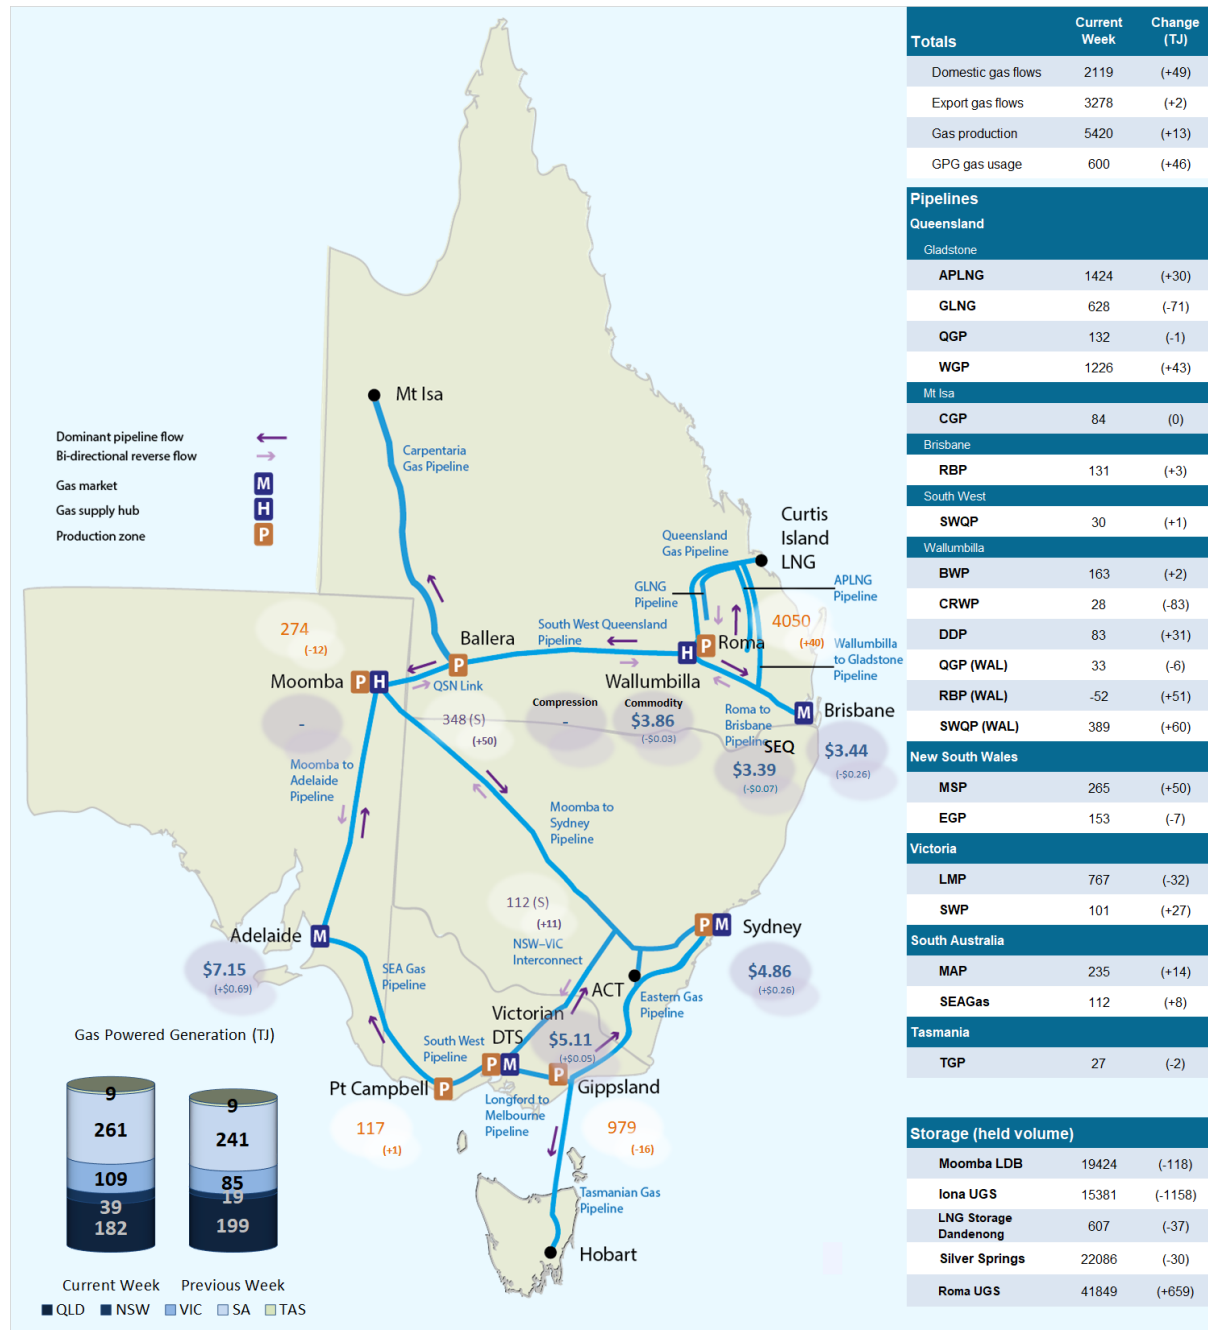 Mt Isa
Dominant pipeline flow
Bi-directional reverse flow
Gas market
M
Gas supply hub
H
Production zone
P
Carpentaria
Gas Pipeline
Curtis
Island
LNG
Queensland
Gas Pipeline
GLNG
Pipeline
APLNG
Pipeline
274
(-12)
4050
(+40)
South West Queensland
Pipeline
Ballera
P
Roma
P
H
Wallumbilla
Wallumbilla
to Gladstone
Pipeline
Moomba
P H
QSN Link
348 (S)
(+50)
-
Compression
-
Commodity
$3.86
(-$0.03)
Roma to
Brisbane
Pipeline
M
Brisbane
SEQ
$3.39
(-$0.07)
$3.44
(-$0.26)
Moomba to
Adelaide
Pipeline
Moomba to
Sydney
Pipeline
112 (S)
(+11)
NSW–VIC
Interconnect
P M
Sydney
$4.86
(+$0.26)
Adelaide
M
$7.15
(+$0.69)
SEA Gas
Pipeline
ACT
Eastern Gas
Pipeline
Victorian
DTS
$5.11
(+$0.05)
South West
Pipeline
P M
P
Gippsland
Pt Campbell
P
Longford to
Melbourne
Pipeline
117
(+1)
979
(-16)
Tasmanian Gas
Pipeline
Hobart
Gas Powered Generation (TJ)
9
261
109
39
182
9
241
85
19
199
Current Week
Previous Week
QLD NSW VIC SA TAS
Totals Current Week Change (TJ)
Domestic gas flows 2119 (+49)
Export gas flows 3278 (+2)
Gas production 5420 (+13)
GPG gas usage 600 (+46)
Pipelines
Queensland
Gladstone
APLNG 1424 (+30)
GLNG 628 (-71)
QGP 132 (-1)
WGP 1226 (+43)
Mt Isa
CGP 84 (0)
Brisbane
RBP 131 (+3)
South West
SWQP 30 (+1)
Wallumbilla
BWP 163 (+2)
CRWP 28 (-83)
DDP 83 (+31)
QGP (WAL) 33 (-6)
RBP (WAL) -52 (+51)
SWQP (WAL) 389 (+60)
New South Wales
MSP 265 (+50)
EGP 153 (-7)
Victoria
LMP 767 (-32)
SWP 101 (+27)
South Australia
MAP 235 (+14)
SEAGas 112 (+8)
Tasmania
TGP 27 (-2)
Storage (held volume)
Moomba LDB 19424 (-118)
Iona UGS 15381 (-1158)
LNG Storage
Dandenong 607 (-37)
Silver Springs 22086 (-30)
Roma UGS 41849 (+659)